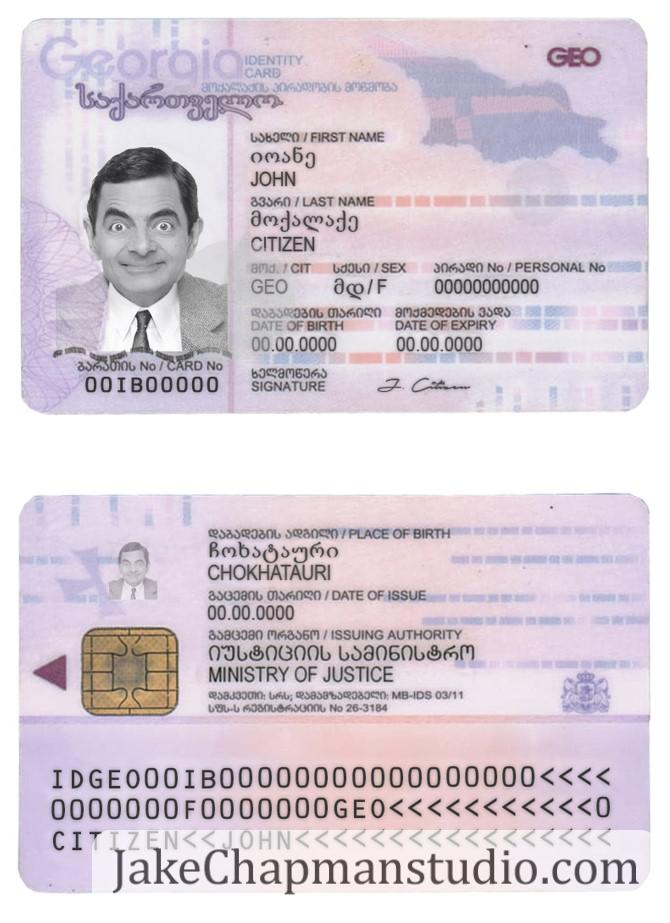 Georgia
IDENTITY CARD
მოქალაქის პირადობის მოწმობა
GEO
საქართველო
სახელი / FIRST NAME
იოანე
JOHN
გვარი / LAST NAME
მოქალაქე
CITIZEN
მოქ. / CIT სქესი / SEX პირადი No / PERSONAL No
GEO მდ/F 00000000000
დაბადების თარიღი მოქმედების ვადა
DATE OF BIRTH DATE OF EXPIRY
00.00.0000 00.00.0000
ბარათის No / CARD No
00IB00000
ხელმოწერა
SIGNATURE J. Citizen
დაბადების ადგილი / PLACE OF BIRTH
ჩოხატაური
CHOKHATAURI
გაცემის თარიღი / DATE OF ISSUE
00.00.0000
გამცემი ორგანო / ISSUING AUTHORITY
იუსტიციის სამინისტრო
MINISTRY OF JUSTICE
დამკვეთი: სრს; დამამზადებელი: MB-IDS 03/11
სფს-ს რეგისტრაციის No 26-3184
IDGEO00IB00000000000000000<<<<
0000000F0000000GEO<<<<<<<<<<<0
CITIZEN<<JOHN<<<<<<<<<<<<<<<<<
JakeChapmanstudio.com